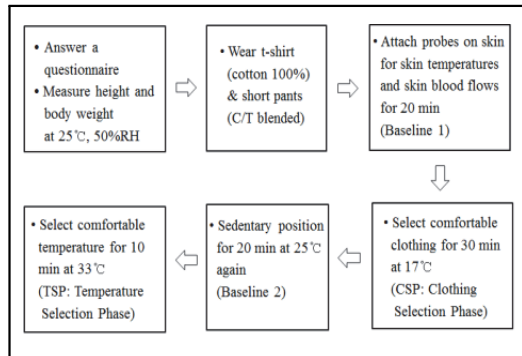 • Answer a
questionnaire
• Measure height and
body weight
at 25℃, 50%RH
• Wear t-shirt
(cotton 100%)
& short pants
(C/T blended)
• Attach probes on skin
for skin temperatures
and skin blood flows
for 20 min
(Baseline 1)
• Select comfortable
clothing for 30 min
at 17℃
(CSP: Clothing
Selection Phase)
• Sedentary position
for 20 min at 25℃
again
(Baseline 2)
• Select comfortable
temperature for 10
min at 33℃
(TSP: Temperature
Selection Phase)